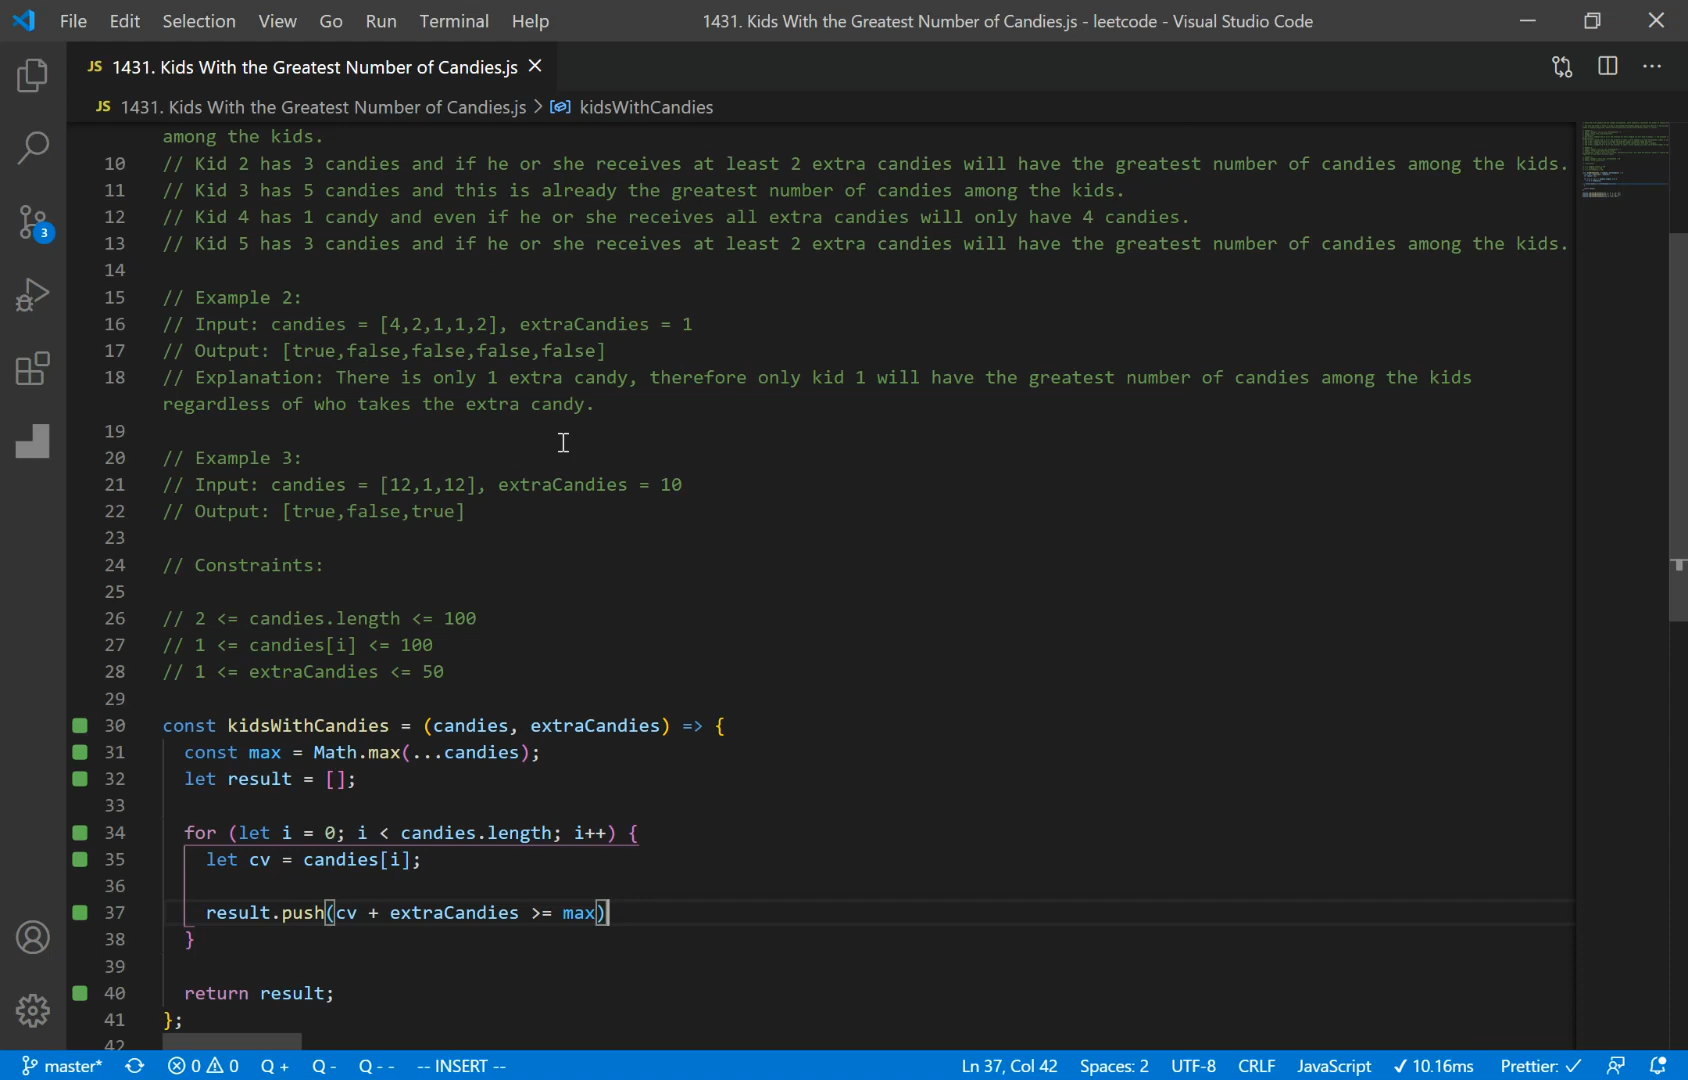 File Edit Selection View Go Run Terminal Help 1431. Kids With the Greatest Number of Candies.js - leetcode - Visual Studio Code
JS 1431. Kids With the Greatest Number of Candies.js
JS 1431. Kids With the Greatest Number of Candies.js > kidsWithCandies
among the kids.
10 // Kid 2 has 3 candies and if he or she receives at least 2 extra candies will have the greatest number of candies among the kids.
11 // Kid 3 has 5 candies and this is already the greatest number of candies among the kids.
12 // Kid 4 has 1 candy and even if he or she receives all extra candies will only have 4 candies.
13 // Kid 5 has 3 candies and if he or she receives at least 2 extra candies will have the greatest number of candies among the kids.
14
15 // Example 2:
16 // Input: candies = [4,2,1,1,2], extraCandies = 1
17 // Output: [true,false,false,false,false]
18 // Explanation: There is only 1 extra candy, therefore only kid 1 will have the greatest number of candies among the kids
regardless of who takes the extra candy.
19
20 // Example 3:
21 // Input: candies = [12,1,12], extraCandies = 10
22 // Output: [true,false,true]
23
24 // Constraints:
25
26 // 2 <= candies.length <= 100
27 // 1 <= candies[i] <= 100
28 // 1 <= extraCandies <= 50
29
30 const kidsWithCandies = (candies, extraCandies) => {
31 const max = Math.max(...candies);
32 let result = [];
33
34 for (let i = 0; i < candies.length; i++) {
35 let cv = candies[i];
36
37 result.push(cv + extraCandies >= max)
38 }
39
40 return result;
41 };
42
3
master* 0 0 Q + Q - Q - - -- INSERT -- Ln 37, Col 42 Spaces: 2 UTF-8 CRLF JavaScript ✓ 10.16ms Prettier: ✓